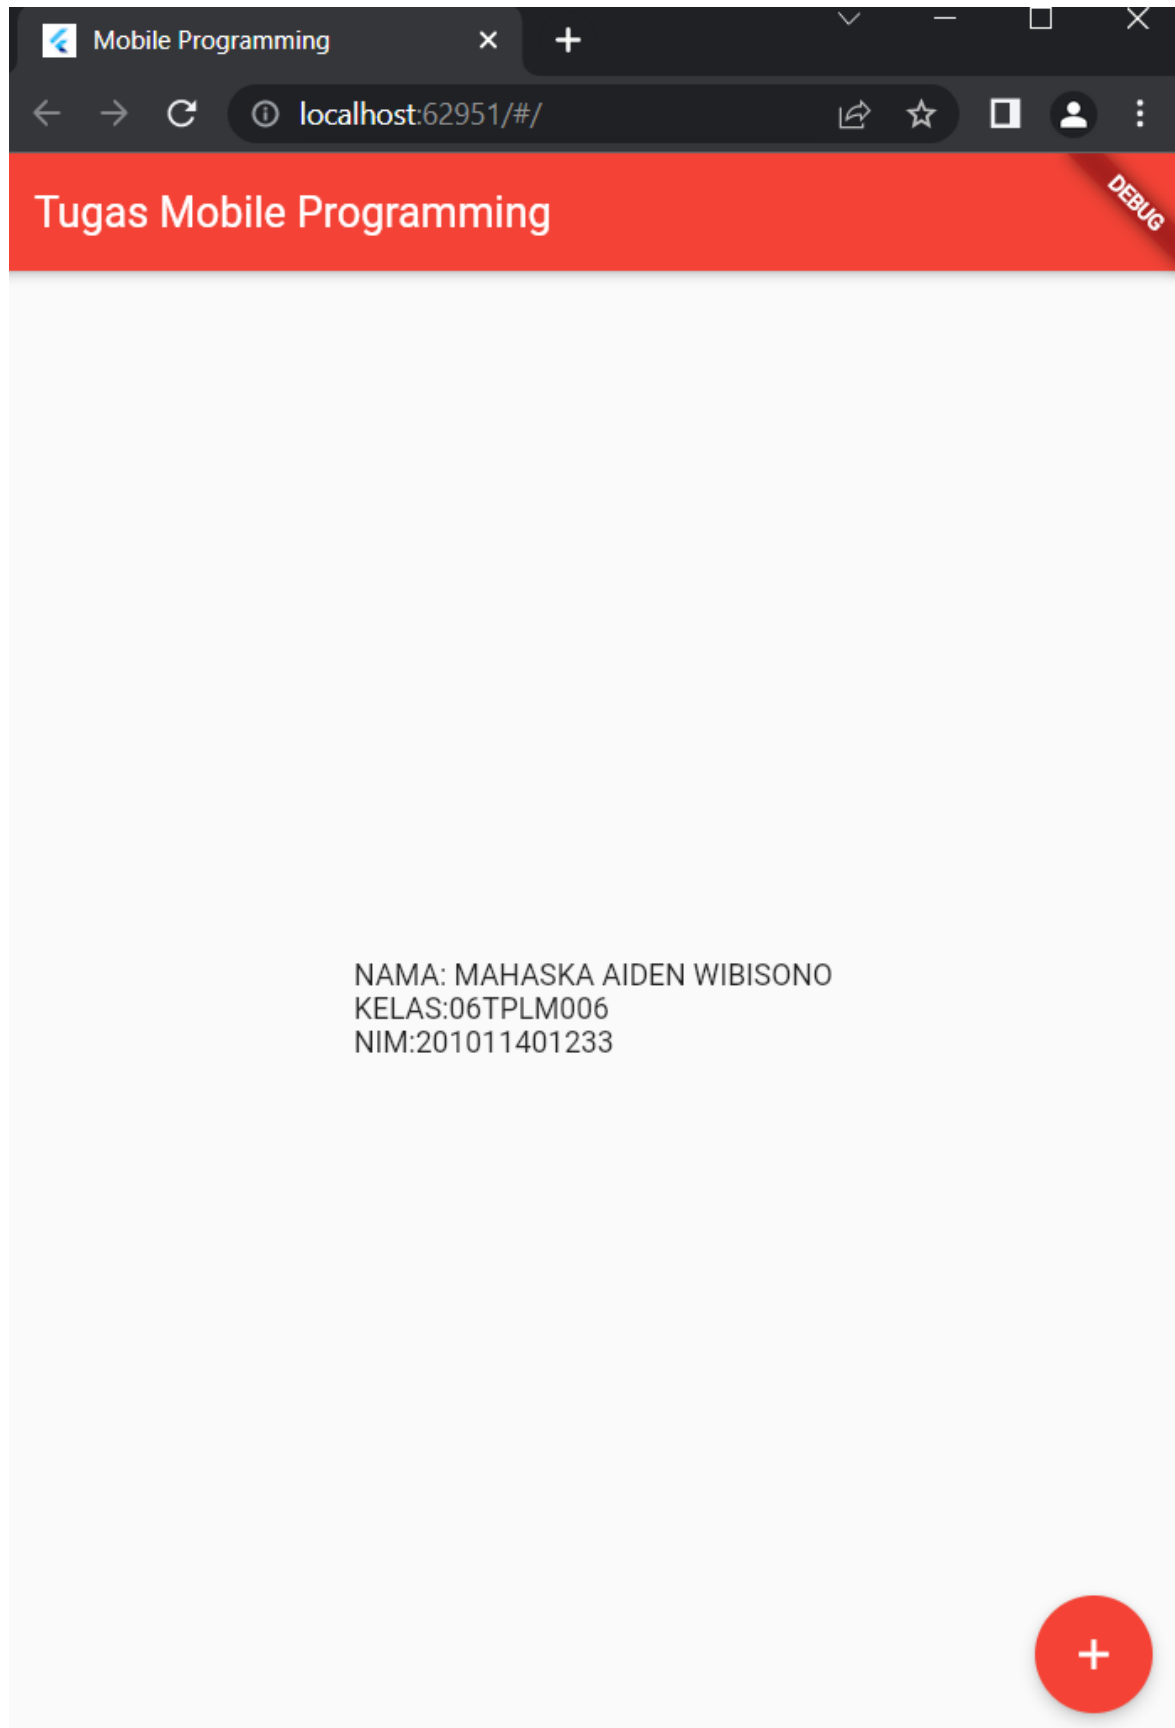 Mobile Programming
localhost:62951/#/
Tugas Mobile Programming
DEBUG
NAMA: MAHASKA AIDEN WIBISONO
KELAS:06TPLM006
NIM:201011401233